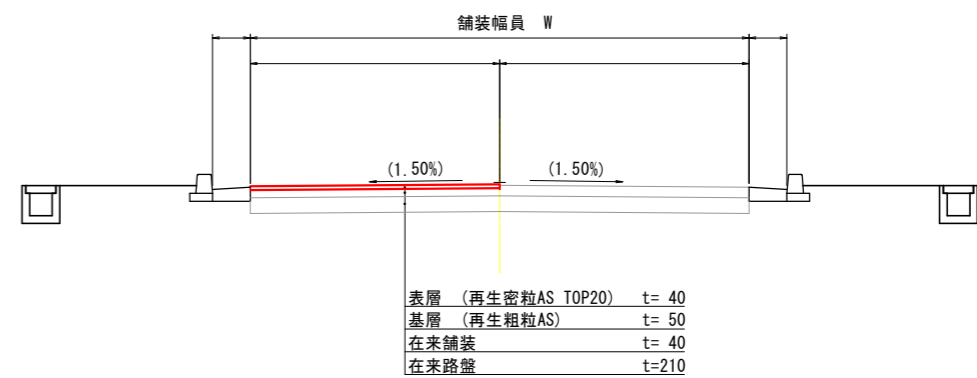 舗装幅員 W
(1.50%) (1.50%)
表層 (再生密粒AS TOP20) t= 40
基層 (再生粗粒AS) t= 50
在来舗装 t= 40
在来路盤 t=210